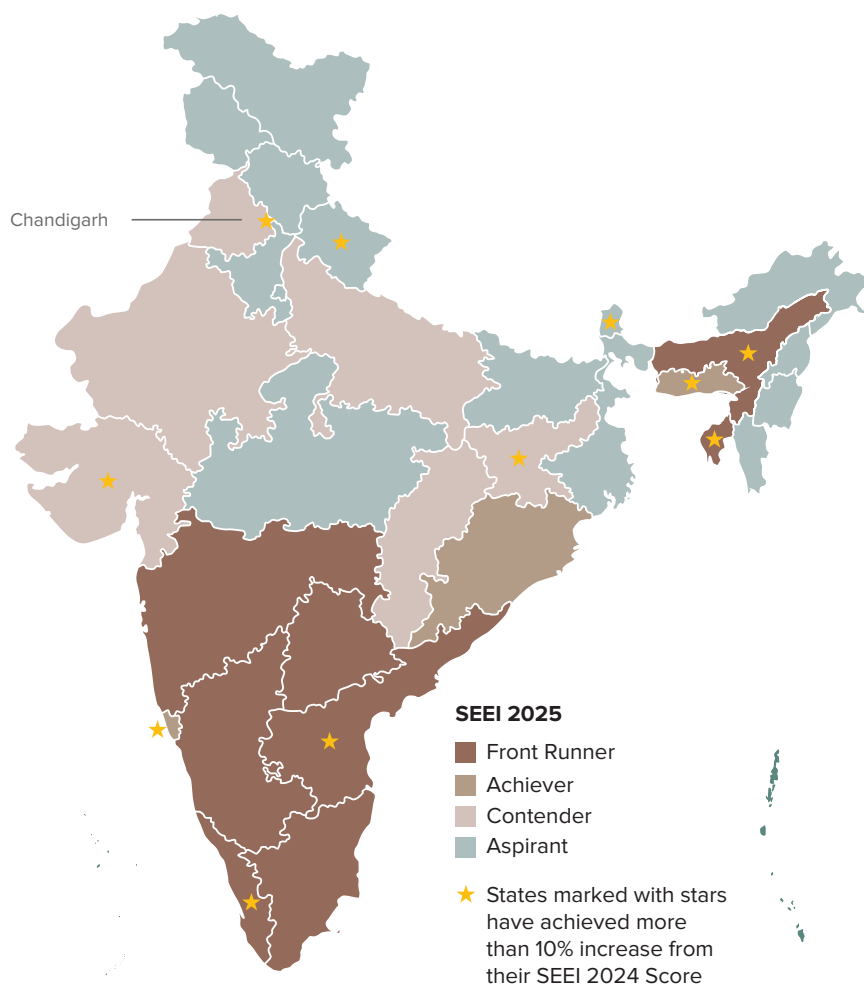 Chandigarh
SEEI 2025
Front Runner
Achiever
Contender
Aspirant
States marked with stars
have achieved more
than 10% increase from
their SEEI 2024 Score